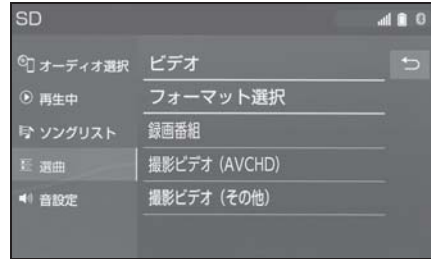 SD
オーディオ選択
再生中
ソングリスト
選曲
音設定
ビデオ
フォーマット選択
録画番組
撮影ビデオ (AVCHD)
撮影ビデオ (その他)